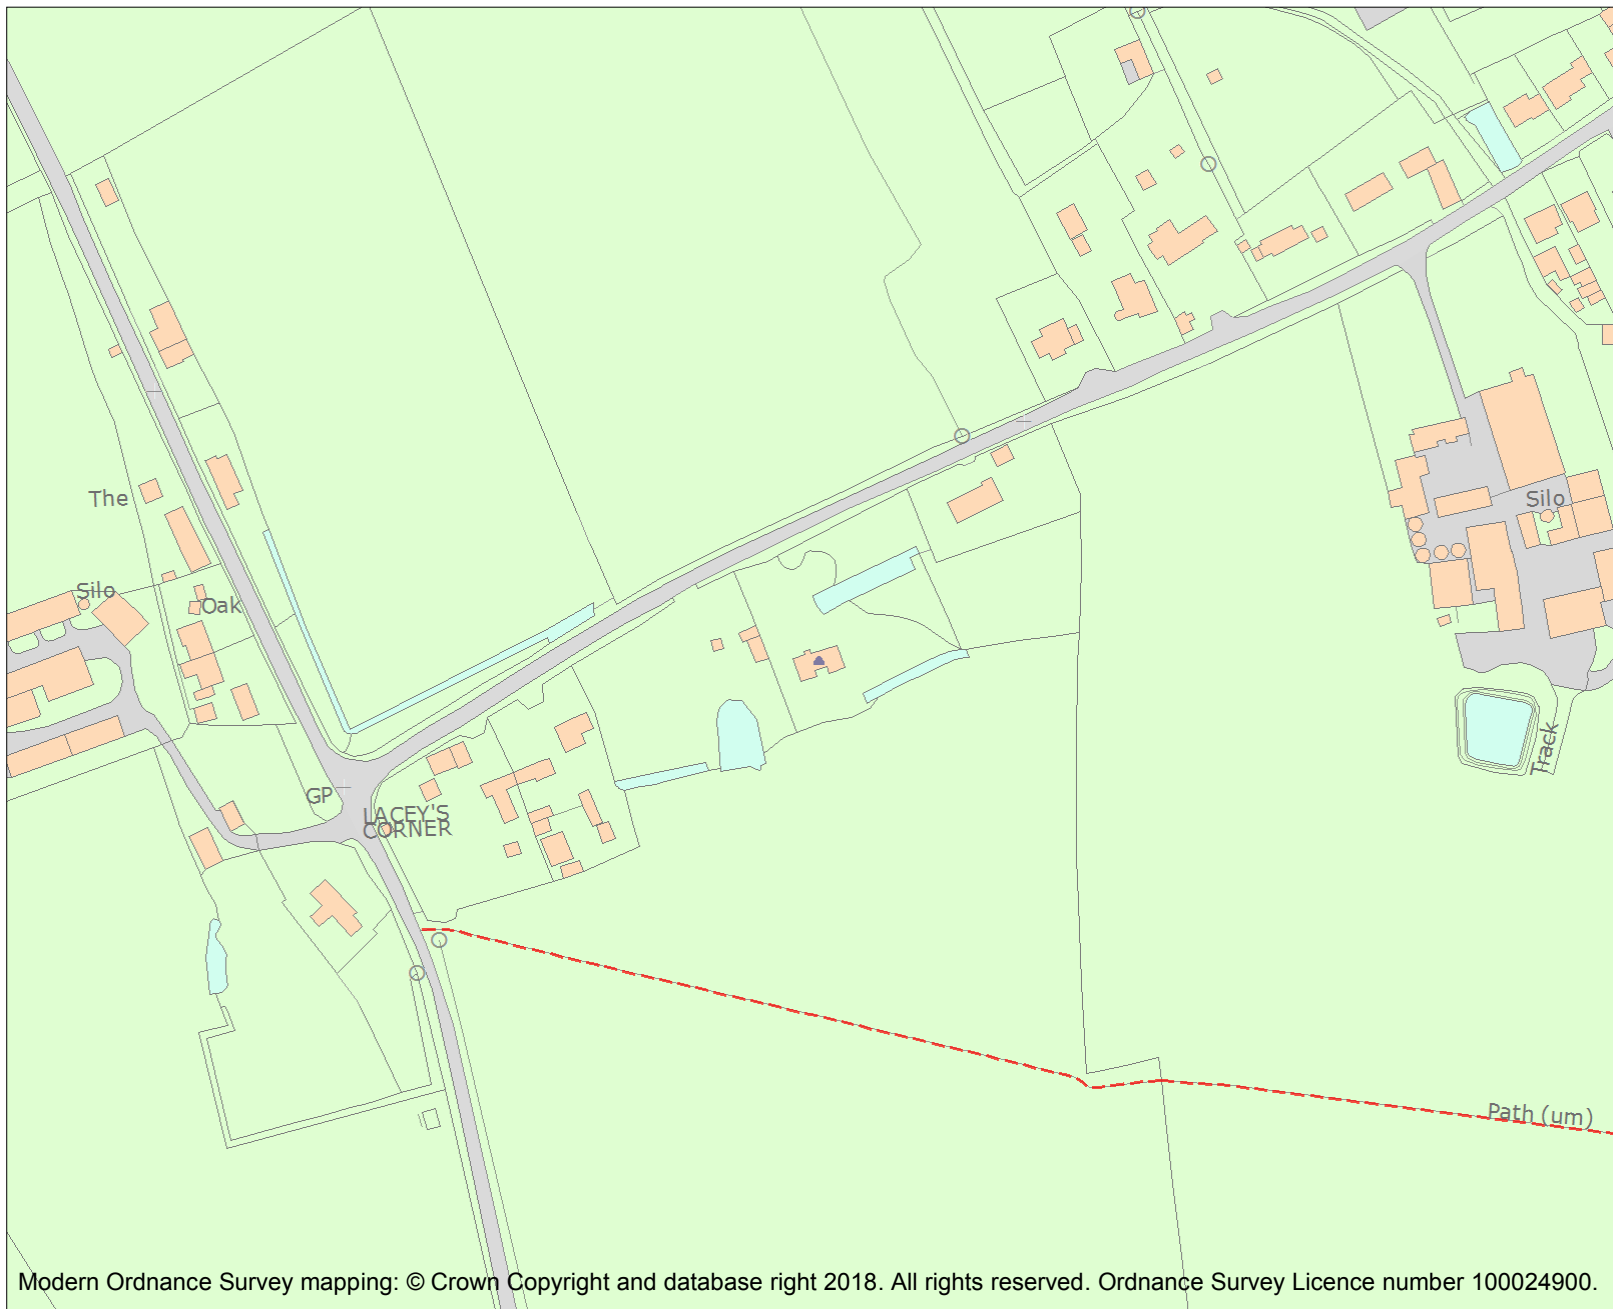 The
Silo
Silo
Oak
Track
GP
LACEY'S
CORNER
Path (um)
Modern Ordnance Survey mapping: © Crown Copyright and database right 2018. All rights reserved. Ordnance Survey Licence number 100024900.